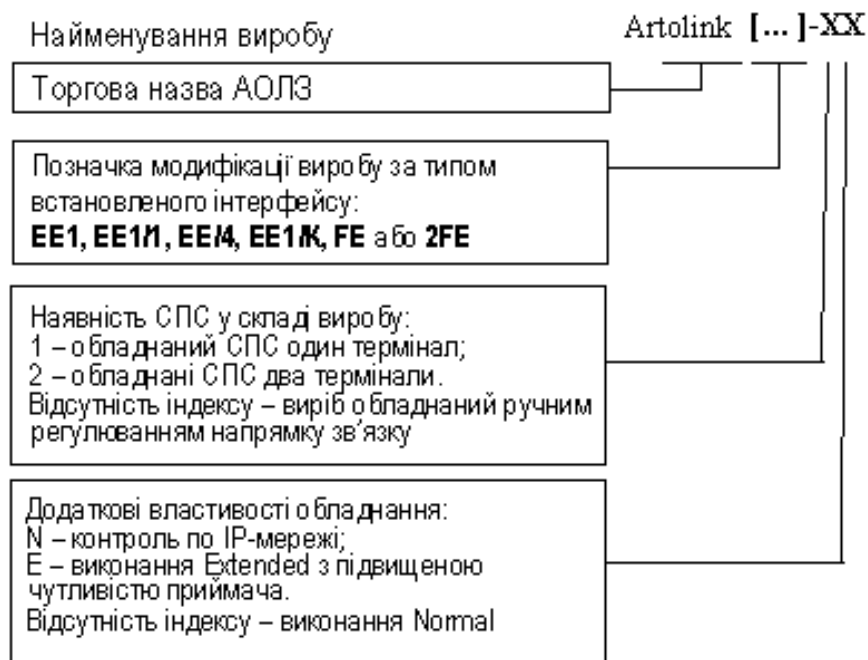 Найменування виробу
Artolink [...]-XX
Торгова назва АОЛЗ
Позначка модифікації виробу за типом
встановленого інтерфейсу:
EE1, EE1/1, EE/4, EE1/K, FE або 2FE
Наявність СПС у складі виробу:
1 – обладнаний СПС один термінал;
2 – обладнані СПС два термінали.
Відсутність індексу – виріб обладнаний ручним
регулюванням напрямку зв'язку
Додаткові властивості обладнання:
N – контроль по IP-мережі;
E – виконання Extended з підвищеною
чутливістю приймача.
Відсутність індексу – виконання Normal